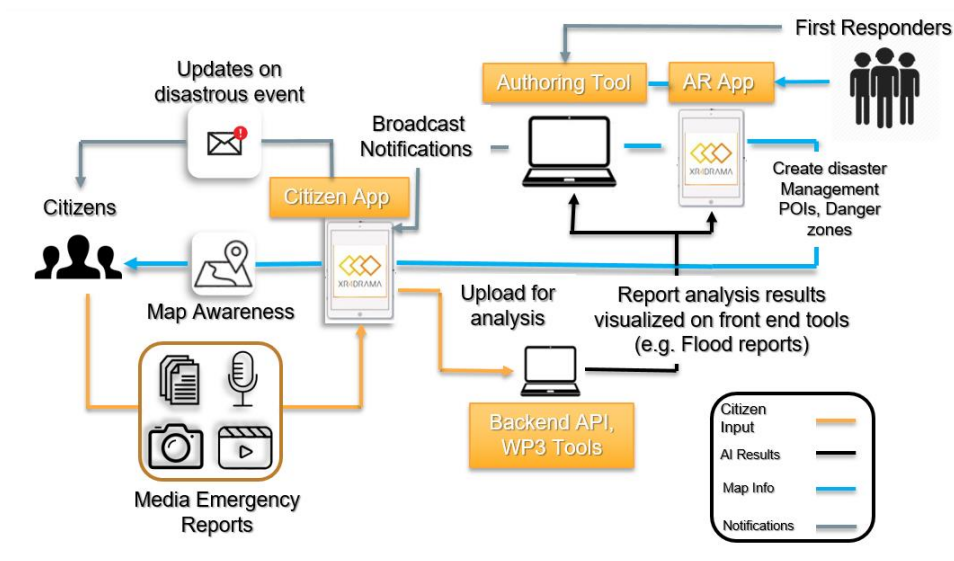 First Responders
Authoring Tool
AR App
Updates on
disastrous event
Broadcast
Notifications
XR4DRAMA
Create disaster
Management
POIs, Danger
zones
Citizen App
Citizens
XR4DRAMA
Map Awareness
Upload for
analysis
Report analysis results
visualized on front end tools
(e.g. Flood reports)
Backend API,
WP3 Tools
Media Emergency
Reports
Citizen
Input
AI Results
Map Info
Notifications